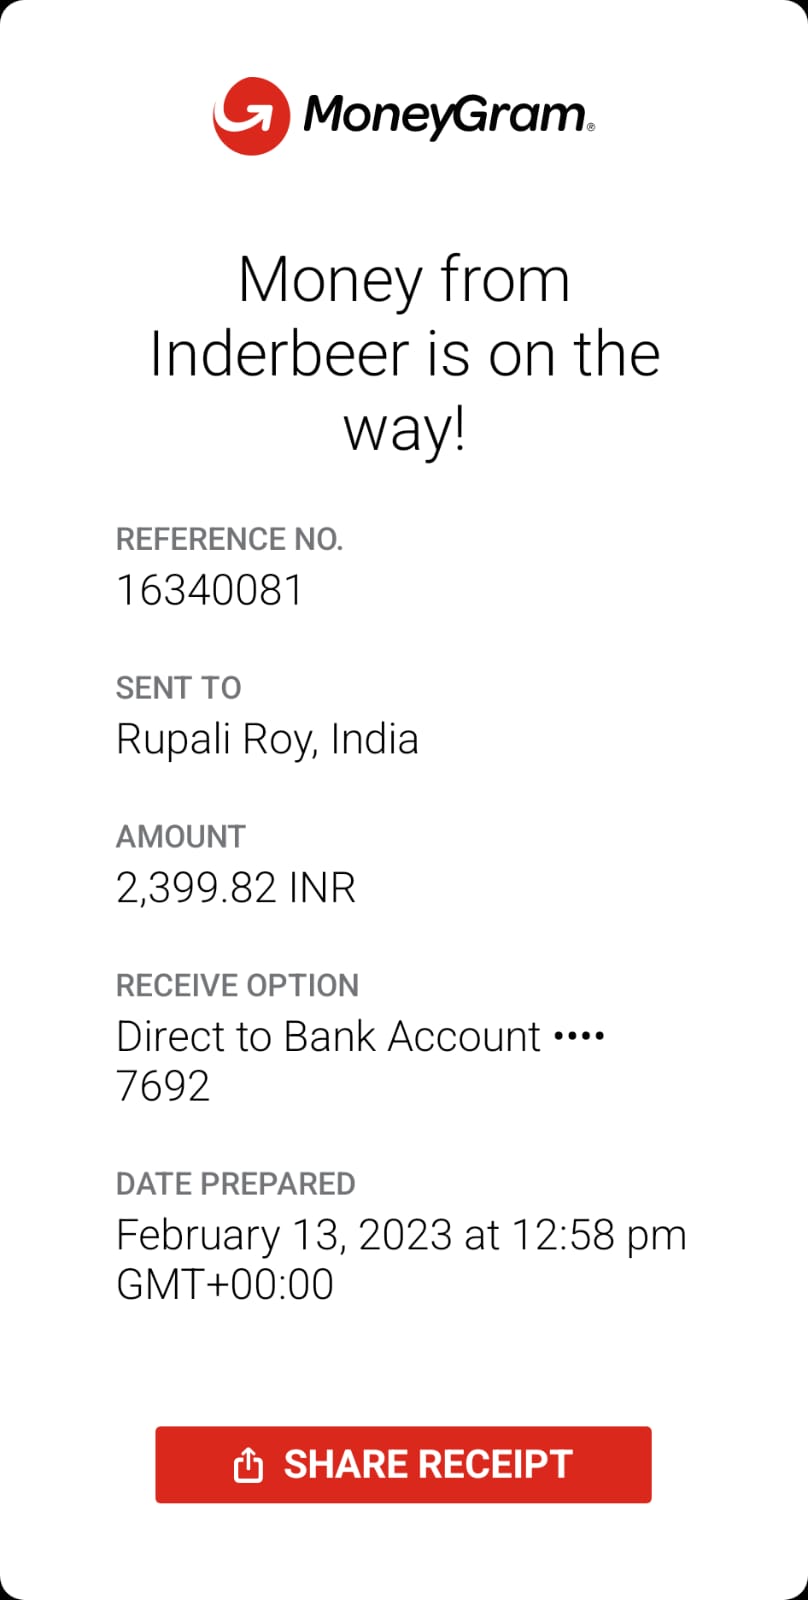 MoneyGram®
Money from
Inderbeer is on the
way!
REFERENCE NO.
16340081
SENT TO
Rupali Roy, India
AMOUNT
2,399.82 INR
RECEIVE OPTION
Direct to Bank Account ••••
7692
DATE PREPARED
February 13, 2023 at 12:58 pm
GMT+00:00
SHARE RECEIPT